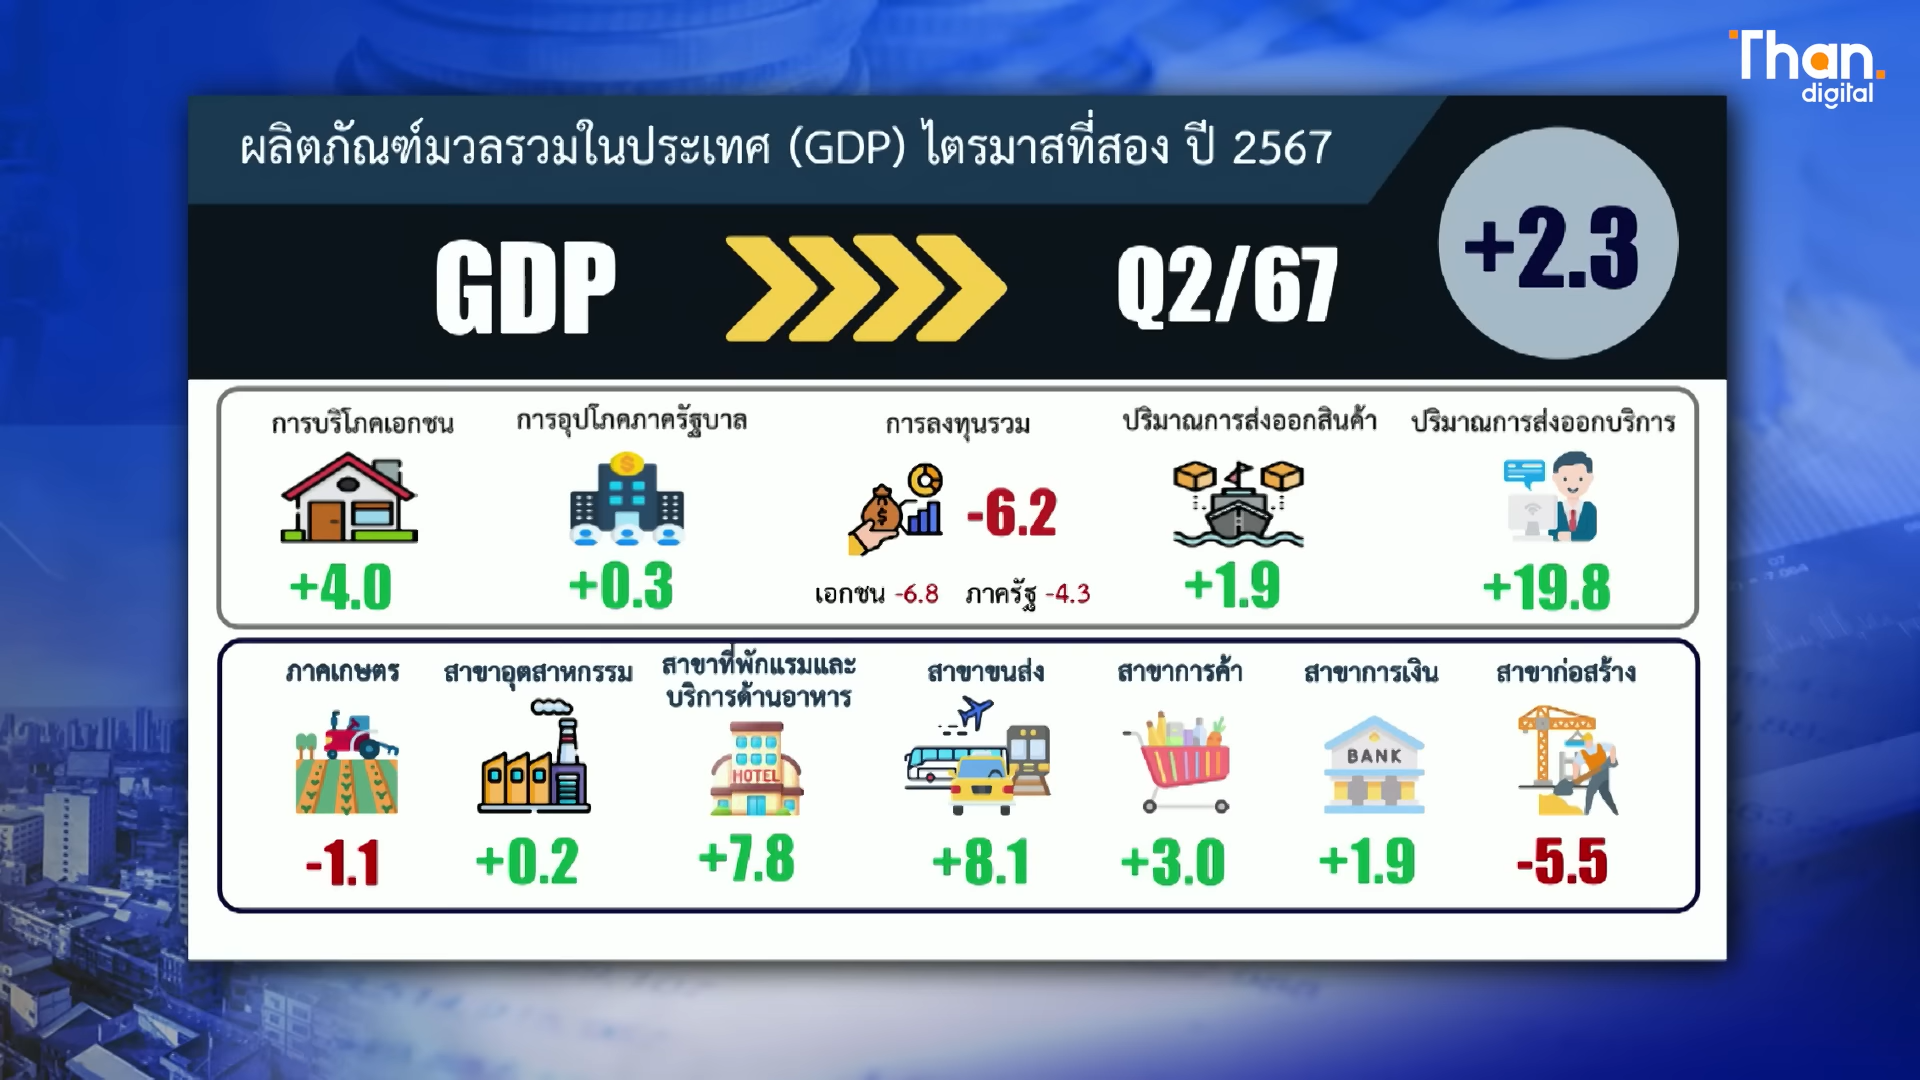 Than.
digital
ผลิตภัณฑ์มวลรวมในประเทศ (GDP) ไตรมาสที่สอง ปี 2567
GDP
Q2/67
+2.3
การบริโภคเอกชน
+4.0
การอุปโภคภาครัฐบาล
+0.3
การลงทุนรวม
-6.2
เอกชน -6.8 ภาครัฐ -4.3
ปริมาณการส่งออกสินค้า
+1.9
ปริมาณการส่งออกบริการ
+19.8
ภาคเกษตร
-1.1
สาขาอุตสาหกรรม
+0.2
สาขาที่พักแรมและ
บริการด้านอาหาร
HOTEL
+7.8
สาขาขนส่ง
+8.1
สาขาการค้า
+3.0
สาขาการเงิน
BANK
+1.9
สาขาก่อสร้าง
-5.5